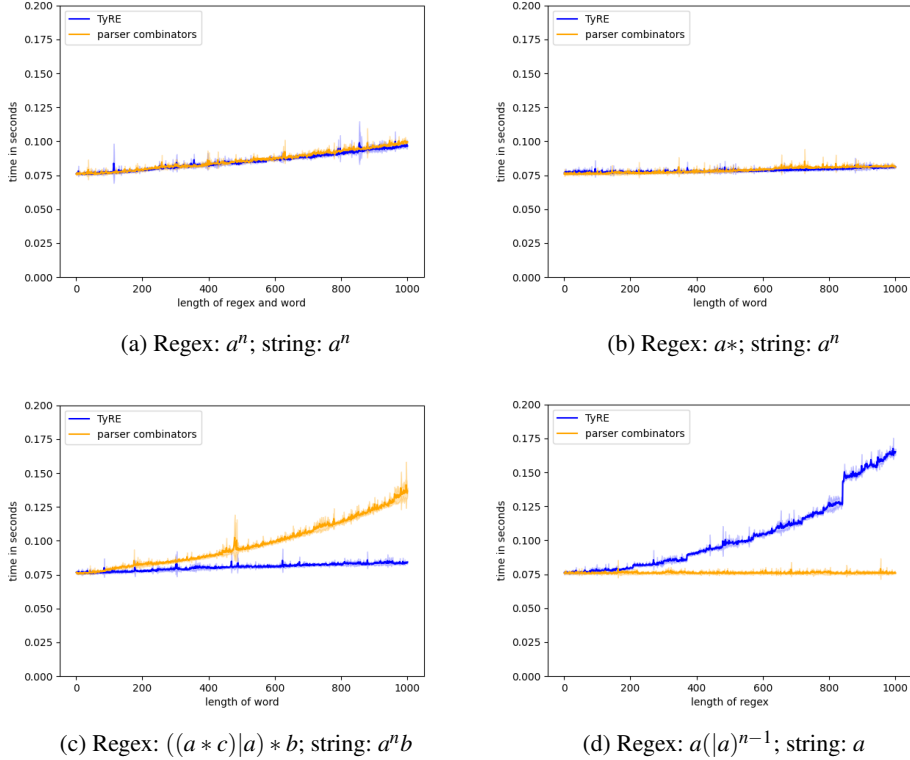 0.200
0.175
0.150
0.125
0.100
0.075
0.050
0.025
0.000
time in seconds
TyRE
parser combinators
0 200 400 600 800 1000
length of regex and word
(a) Regex: aⁿ; string: aⁿ
0.200
0.175
0.150
0.125
0.100
0.075
0.050
0.025
0.000
time in seconds
TyRE
parser combinators
0 200 400 600 800 1000
length of word
(b) Regex: a∗; string: aⁿ
0.200
0.175
0.150
0.125
0.100
0.075
0.050
0.025
0.000
time in seconds
TyRE
parser combinators
0 200 400 600 800 1000
length of word
(c) Regex: ((a ∗ c)|a) ∗ b; string: aⁿb
0.200
0.175
0.150
0.125
0.100
0.075
0.050
0.025
0.000
time in seconds
TyRE
parser combinators
0 200 400 600 800 1000
length of regex
(d) Regex: a(|a)ⁿ⁻¹; string: a